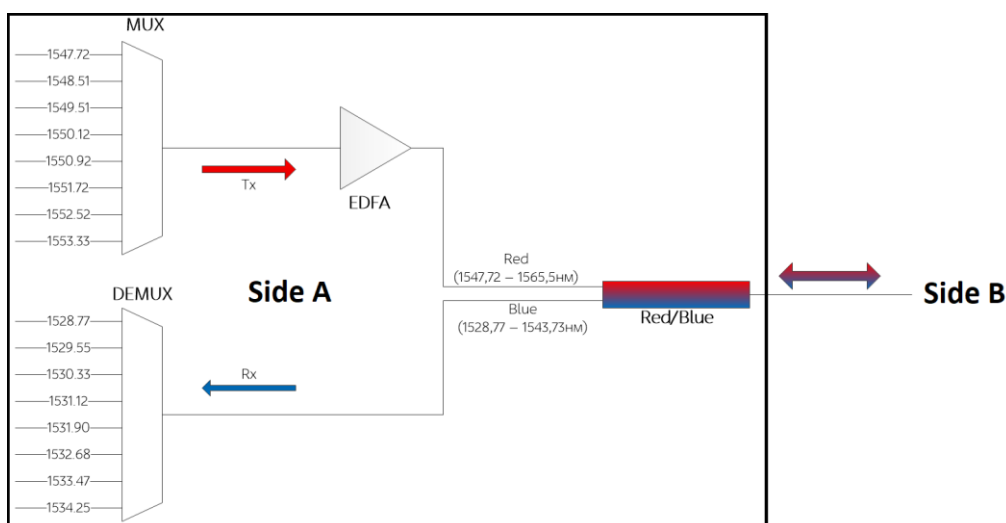 MUX
1547.72
1548.51
1549.51
1550.12
1550.92
1551.72
1552.52
1553.33
Tx
EDFA
Red
(1547,72 – 1565,5нм)
Side A
Side B
Blue
(1528,77 – 1543,73нм)
Red/Blue
DEMUX
1528.77
1529.55
1530.33
1531.12
1531.90
1532.68
1533.47
1534.25
Rx